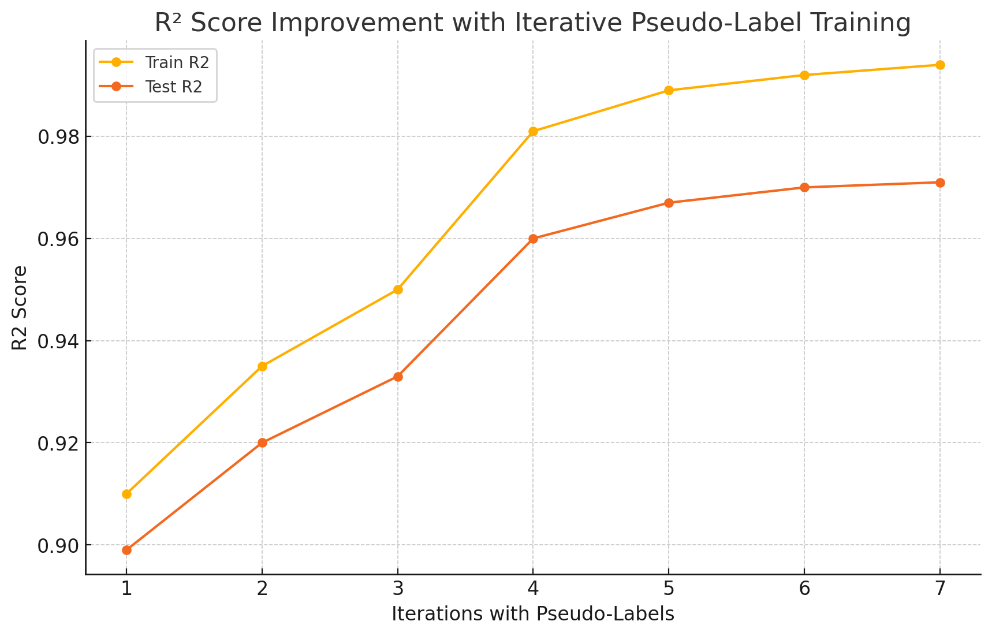 R² Score Improvement with Iterative Pseudo-Label Training
Train R2
Test R2
R2 Score
0.98
0.96
0.94
0.92
0.90
1 2 3 4 5 6 7
Iterations with Pseudo-Labels